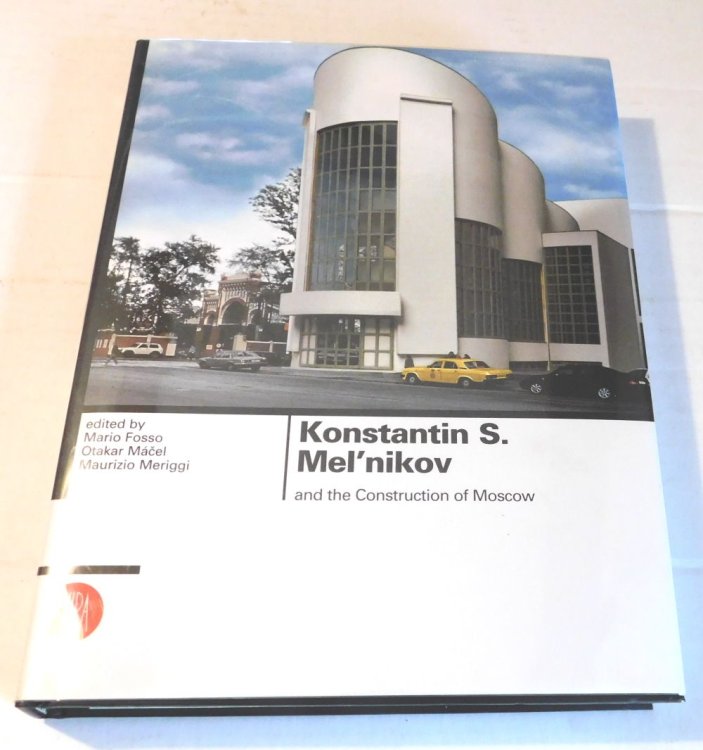 edited by
Mario Fosso
Otakar Máčel
Maurizio Meriggi
Konstantin S.
Mel'nikov
and the Construction of Moscow